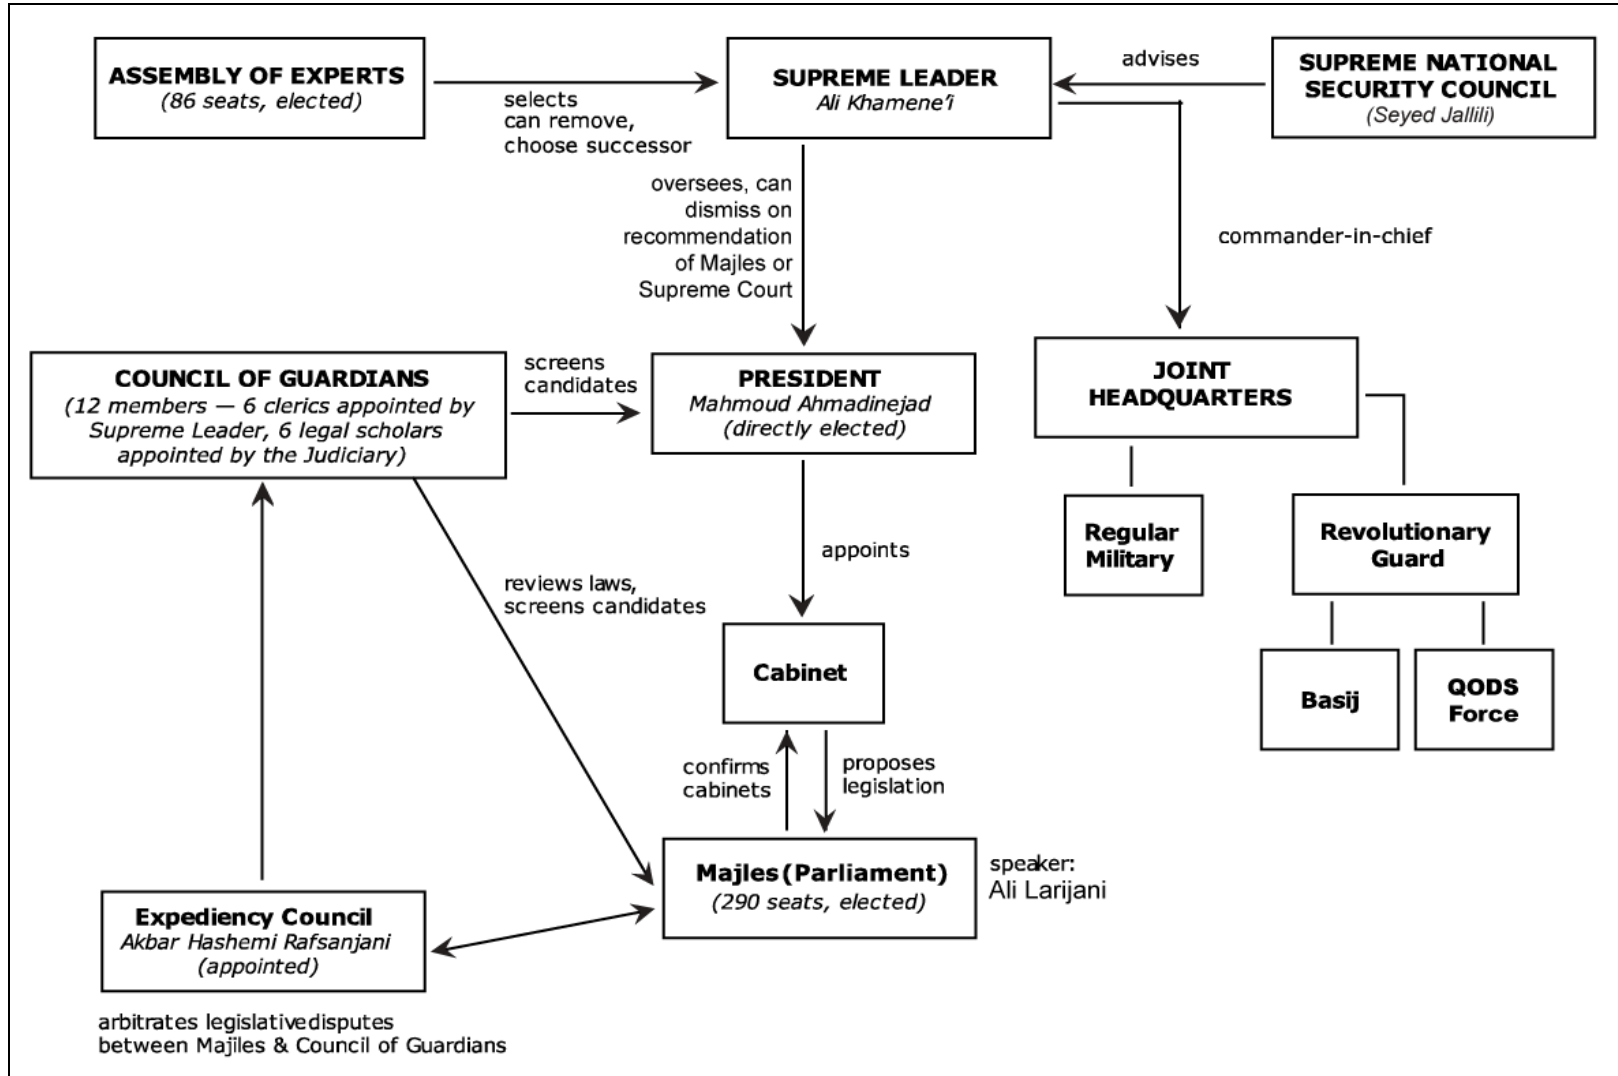 ASSEMBLY OF EXPERTS
(86 seats, elected)
selects
can remove,
choose successor
SUPREME LEADER
Ali Khamene'i
advises
SUPREME NATIONAL
SECURITY COUNCIL
(Seyed Jallili)
oversees, can
dismiss on
recommendation
of Majles or
Supreme Court
commander-in-chief
COUNCIL OF GUARDIANS
(12 members — 6 clerics appointed by
Supreme Leader, 6 legal scholars
appointed by the Judiciary)
screens
candidates
PRESIDENT
Mahmoud Ahmadinejad
(directly elected)
JOINT
HEADQUARTERS
Regular
Military
Revolutionary
Guard
appoints
reviews laws,
screens candidates
Cabinet
Basij
QODS
Force
confirms
cabinets
proposes
legislation
Majles (Parliament)
(290 seats, elected)
speaker:
Ali Larijani
Expediency Council
Akbar Hashemi Rafsanjani
(appointed)
arbitrates legislative disputes
between Majiles & Council of Guardians